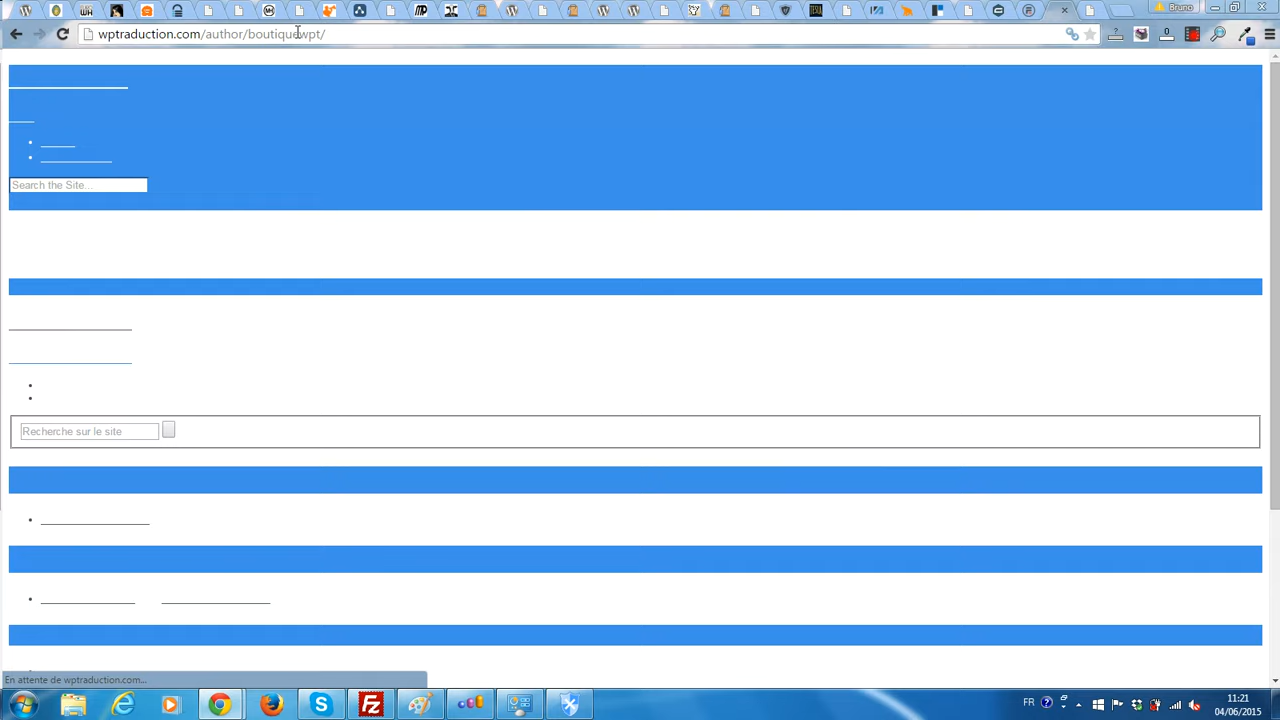 Bruno
wptraduction.com/author/boutiquewpt/
Search the Site...
Recherche sur le site
En attente de wptraduction.com...
FR
11:21
04/06/2015